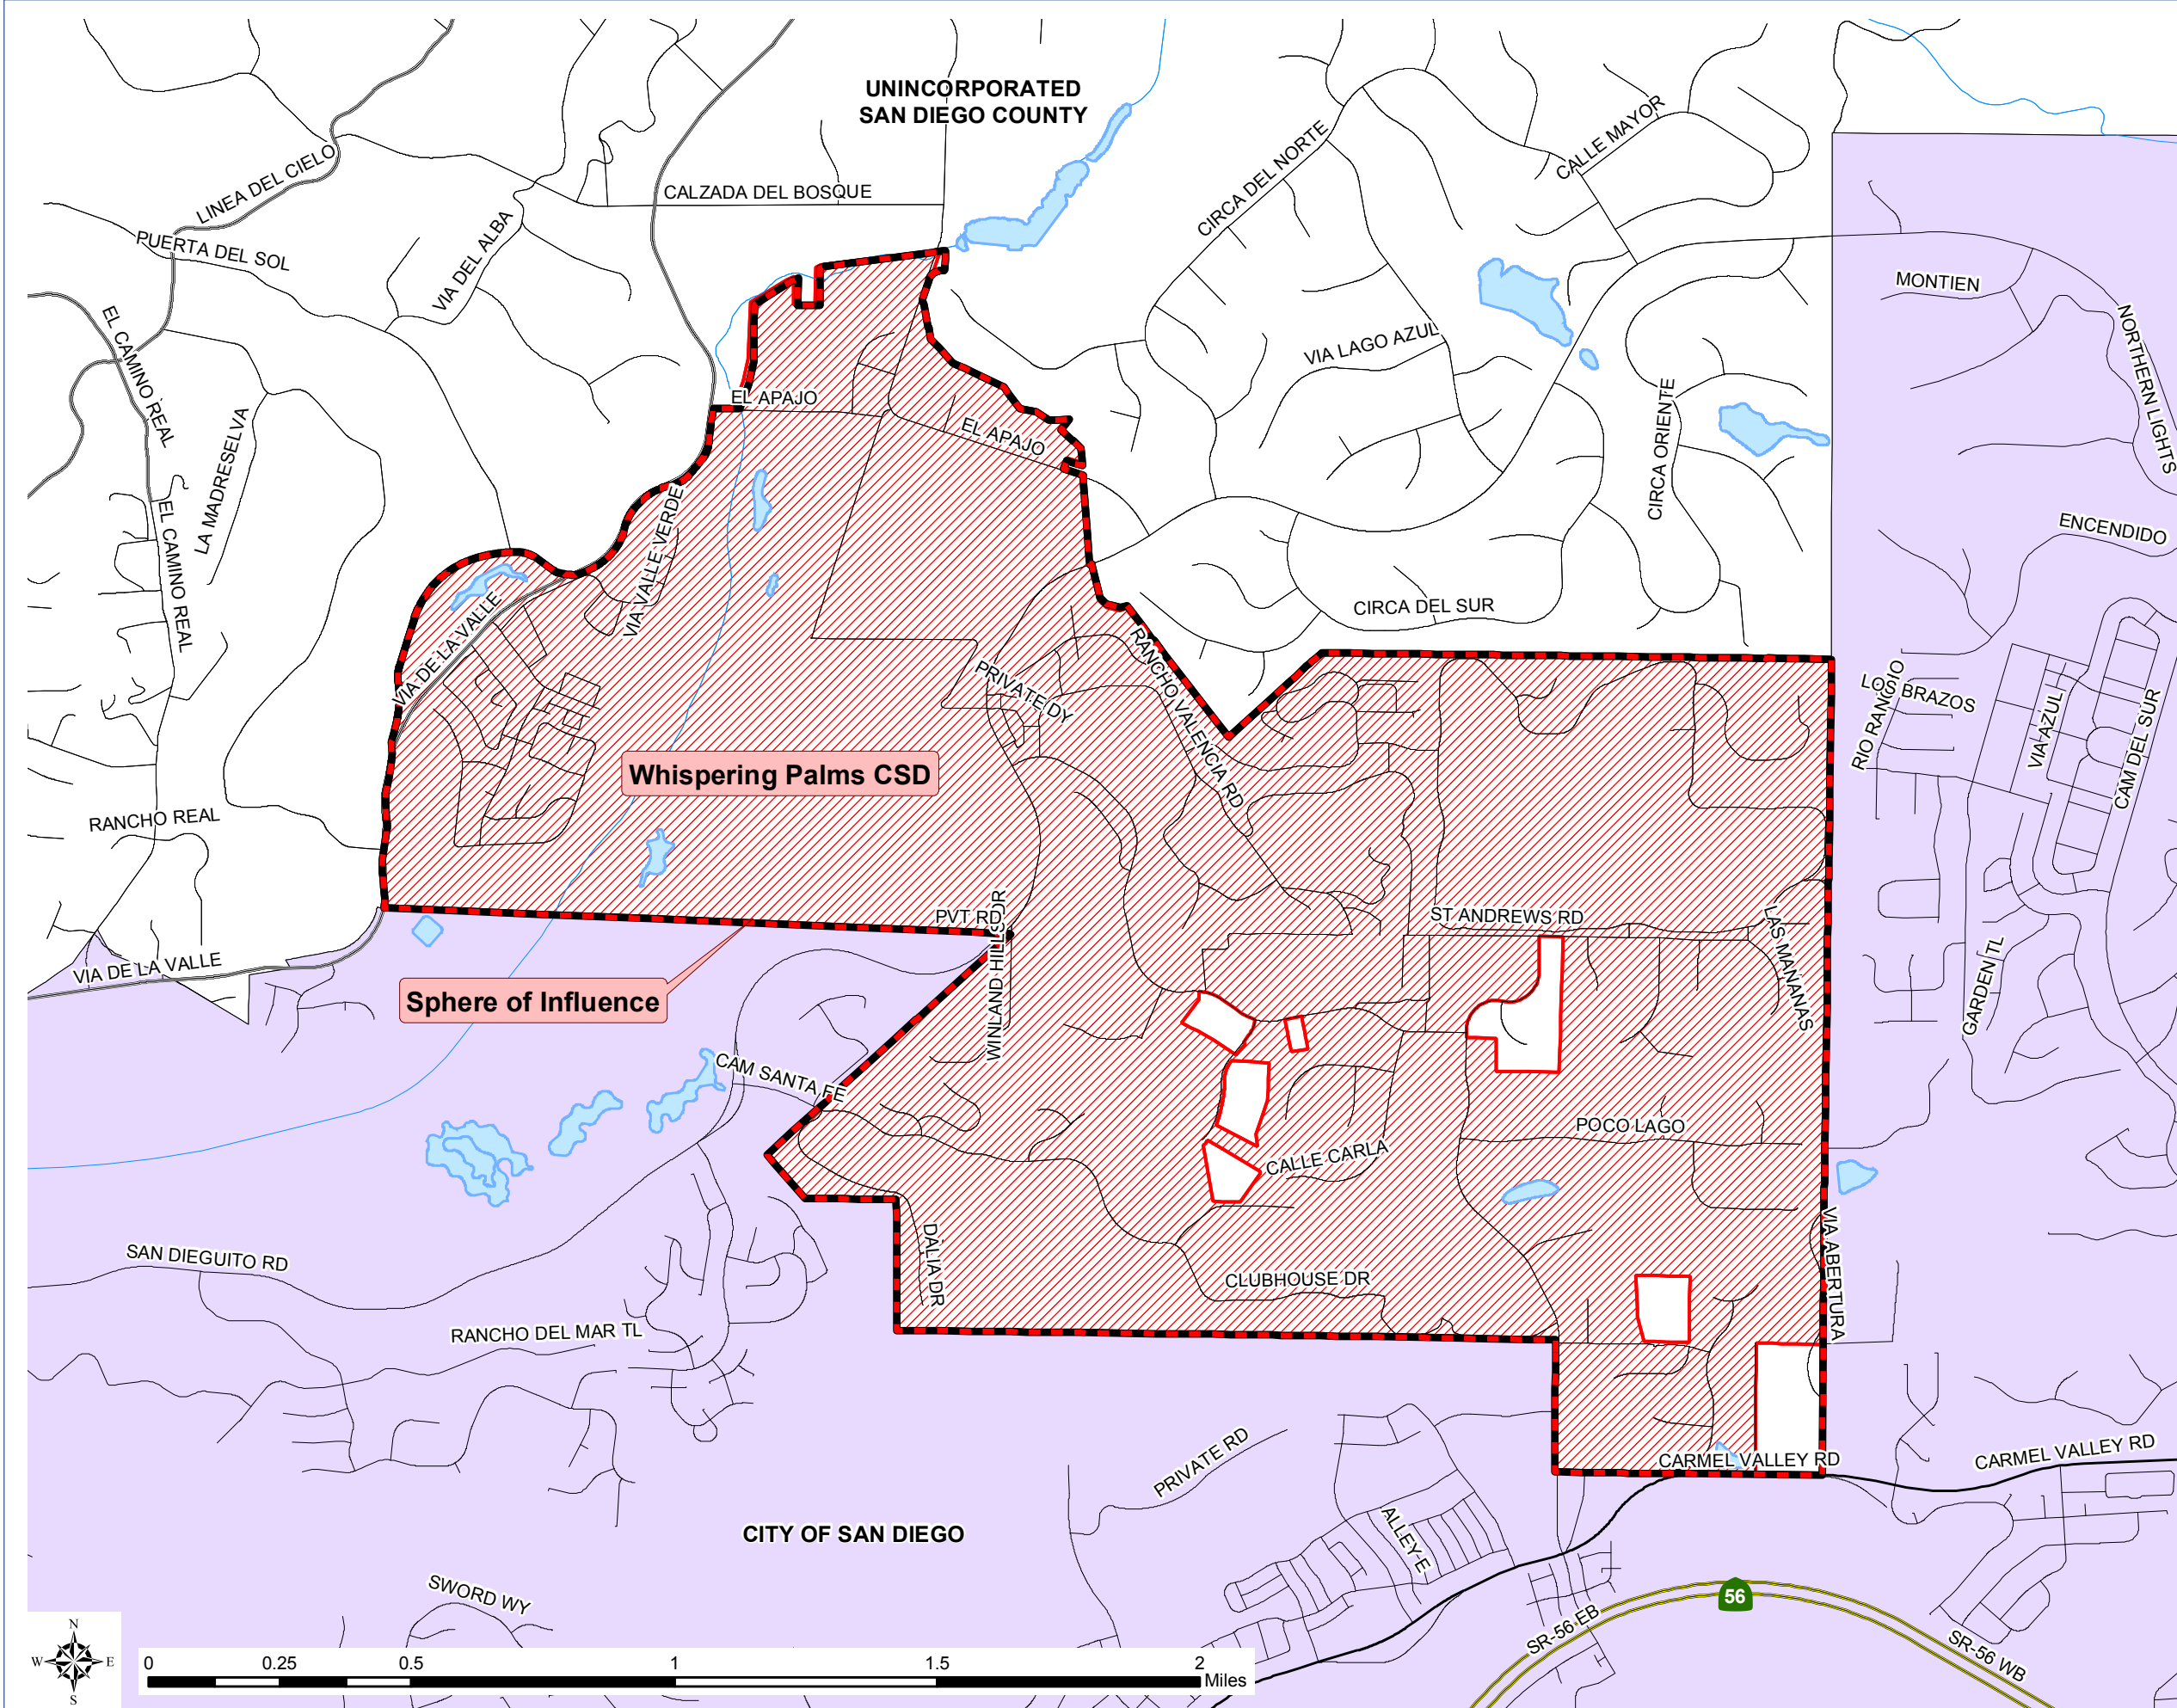 UNINCORPORATED
SAN DIEGO COUNTY
LINEA DEL CIELO
PUERTA DEL SOL
VIA DEL ALBA
CALZADA DEL BOSQUE
CIRCA DEL NORTE
CALLE MAYOR
MONTIEN
NORTHERN LIGHTS
EL CAMINO REAL
LA MADRESELVA
EL CAMINO REAL
EL APAJO
EL APAJO
VIA LAGO AZUL
CIRCA ORIENTE
ENCENDIDO
VIA VALLE VERDE
VIA DE LA VALLE
CIRCA DEL SUR
PRIVATE DY
RANCHO VALENCIA RD
LOS BRAZOS
RIO RANCHO
VIA AZUL
CAM DEL SUR
Whispering Palms CSD
RANCHO REAL
PVT RD
WINLAND HILLS DR
ST ANDREWS RD
LAS MANANAS
GARDEN TL
VIA DE LA VALLE
Sphere of Influence
CAM SANTA FE
POCO LAGO
CALLE CARLA
VIA ABERTURA
SAN DIEGUITO RD
DALIA DR
CLUBHOUSE DR
RANCHO DEL MAR TL
CARMEL VALLEY RD
CARMEL VALLEY RD
PRIVATE RD
CITY OF SAN DIEGO
ALLEY E
SWORD WY
56
SR-56 EB
SR-56 WB
N
W E
S
0 0.25 0.5 1 1.5 2
Miles